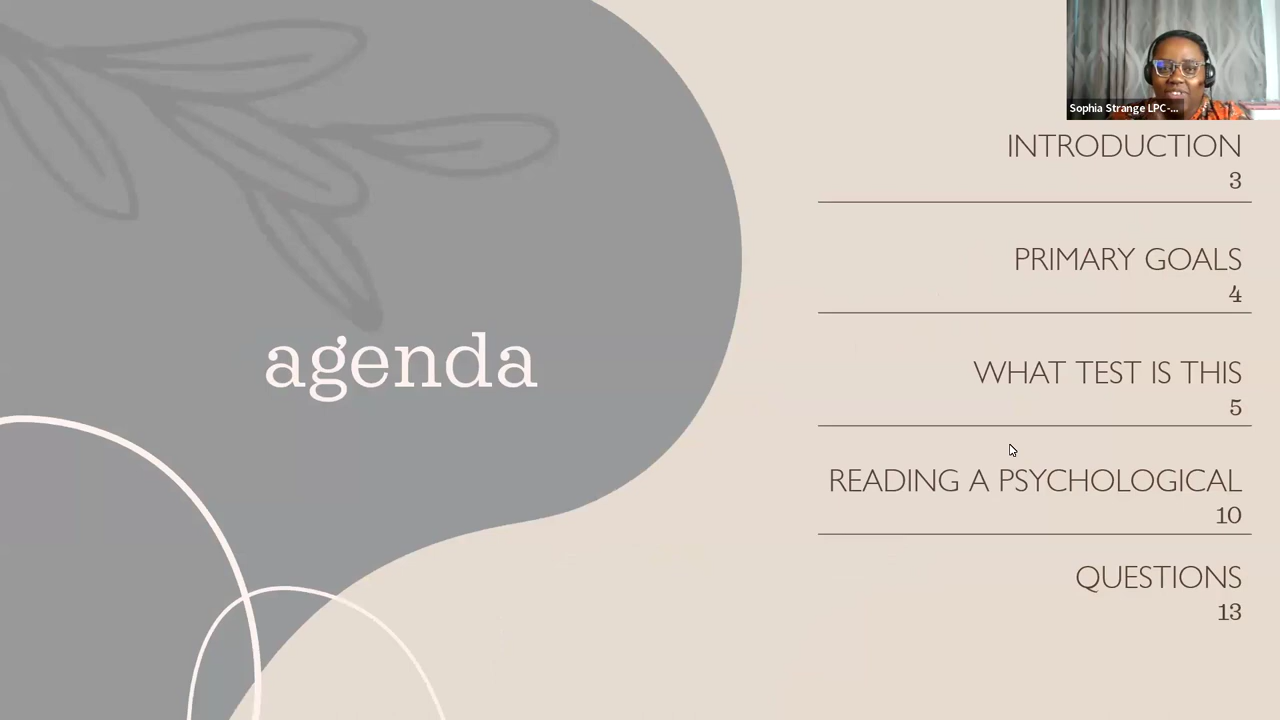 Sophia Strange LPC-...
INTRODUCTION
3
PRIMARY GOALS
4
WHAT TEST IS THIS
5
agenda
READING A PSYCHOLOGICAL
10
QUESTIONS
13